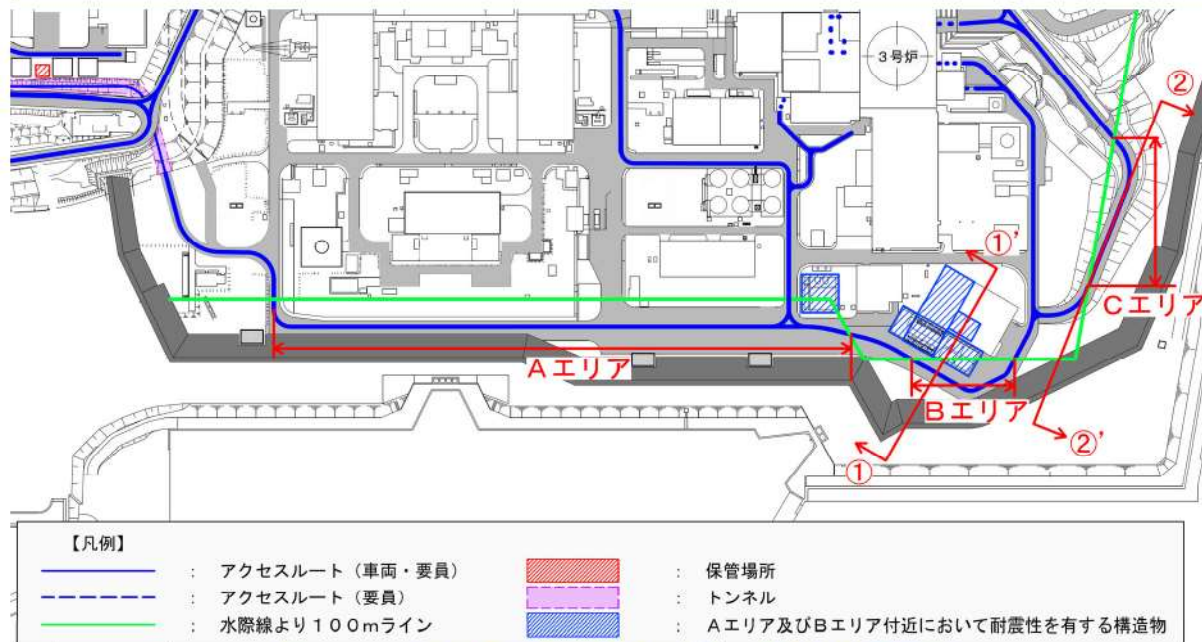 3号炉
②
①'
Cエリア
Aエリア
Bエリア
①
②'
【凡例】
： アクセスルート（車両・要員）
： アクセスルート（要員）
： 水際線より１００ｍライン
： 保管場所
： トンネル
： Ａエリア及びＢエリア付近において耐震性を有する構造物